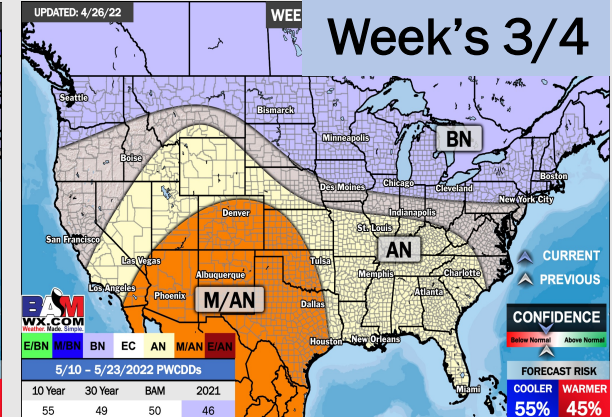 UPDATED: 4/26/22
WEE
Week's 3/4
Seattle
Bismarck
Minneapolis
BN
Boise
Boston
Des Moines
Chicago
Cleveland
New York City
Indianapolis
Denver
St. Louis
San Francisco
AN
CURRENT
Las Vegas
Tulsa
Albuquerque
Memphis
Charlotte
PREVIOUS
Los Angeles
Phoenix
M/AN
Atlanta
Dallas
BAM
WX.COM
Weather. Made. Simple.
CONFIDENCE
Below Normal
Above Normal
Houston
New Orleans
E/BN M/BN BN EC AN M/AN E/AN
5/10 – 5/23/2022 PWCDDs
FORECAST RISK
10 Year 30 Year BAM 2021
COOLER WARMER
Miami
55 49 50 46
55% 45%